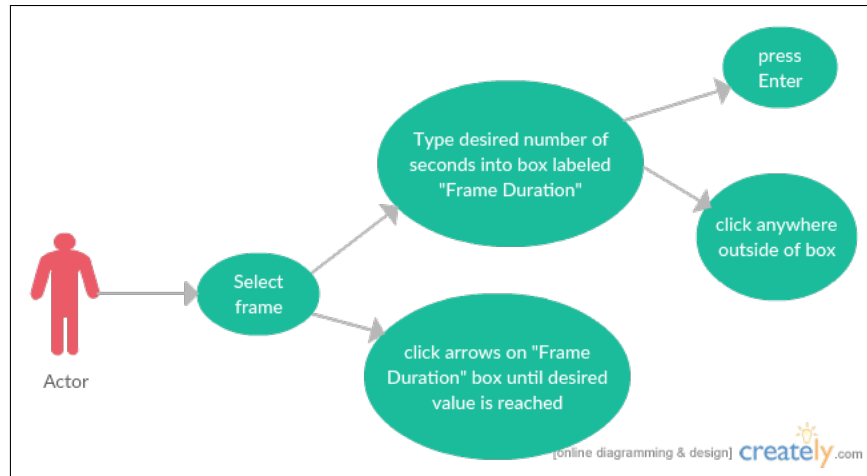 press
Enter
Type desired number of
seconds into box labeled
"Frame Duration"
click anywhere
outside of box
Select
frame
Actor
click arrows on "Frame
Duration" box until desired
value is reached
[online diagramming & design] creately.com